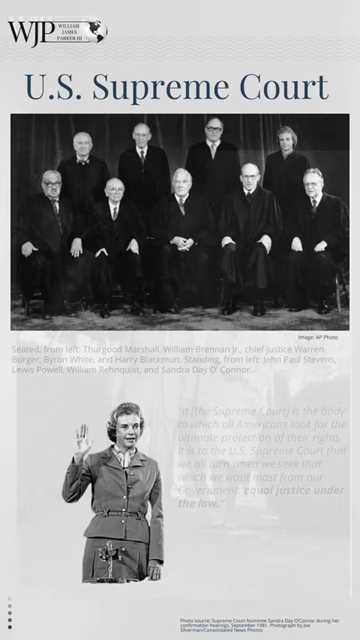 WJP WILLIAM
JAMES
PARKER III
U.S. Supreme Court
Image: AP Photo
Seated, from left: Thurgood Marshall, William Brennan Jr., chief justice Warren
Burger, Byron White, and Harry Blackmun. Standing, from left: John Paul Stevens,
Lewis Powell, William Rehnquist, and Sandra Day O' Connor.
"It [the Supreme Court] is the body
to which all Americans look for the
ultimate protection of their rights.
It is to the U.S. Supreme Court that
we all turn when we seek that
which we want most from our
Government: equal justice under
the law."
Photo source: Supreme Court Nominee Sandra Day O'Connor during her
confirmation hearings, September 1981. Photograph by Joe
Silverman/Consolidated News Photos